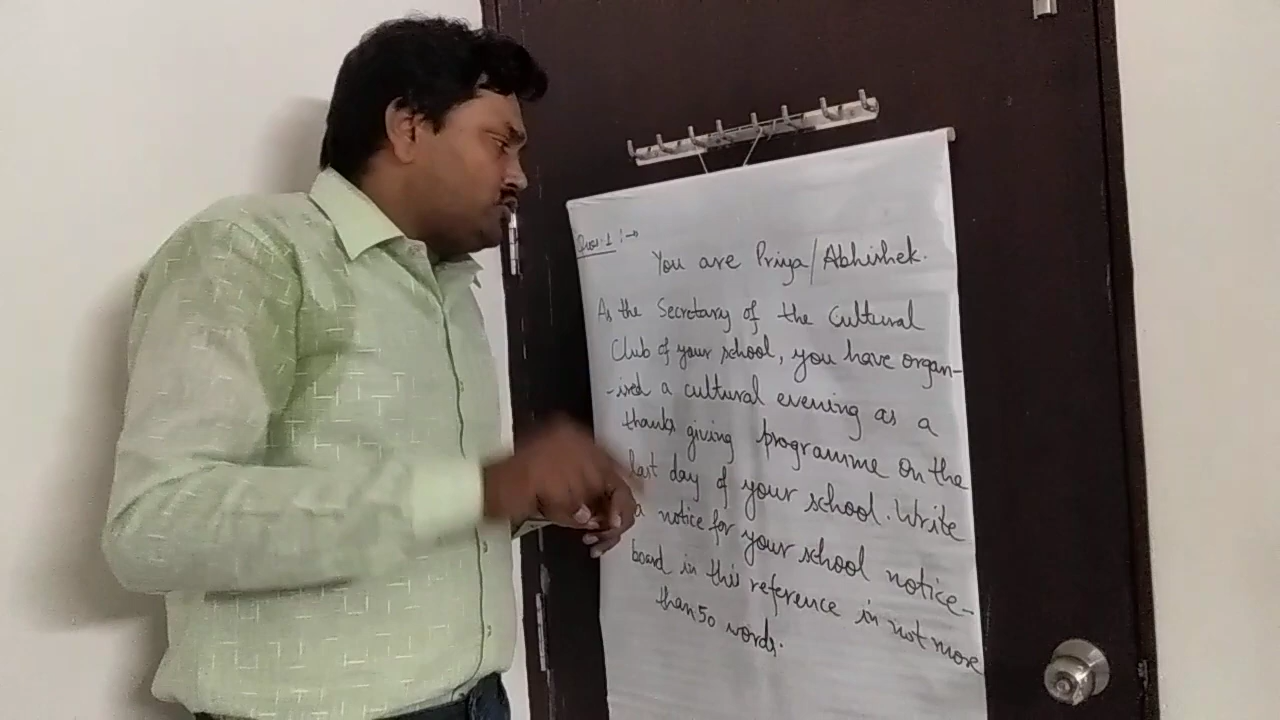 Ques.1 :→
You are Priya/Abhishek.
As the Secretary of the Cultural
Club of your school, you have organ-
-ised a cultural evening as a
thanks giving programme on the
last day of your school. Write
a notice for your school notice-
board in this reference in not more
than 50 words.